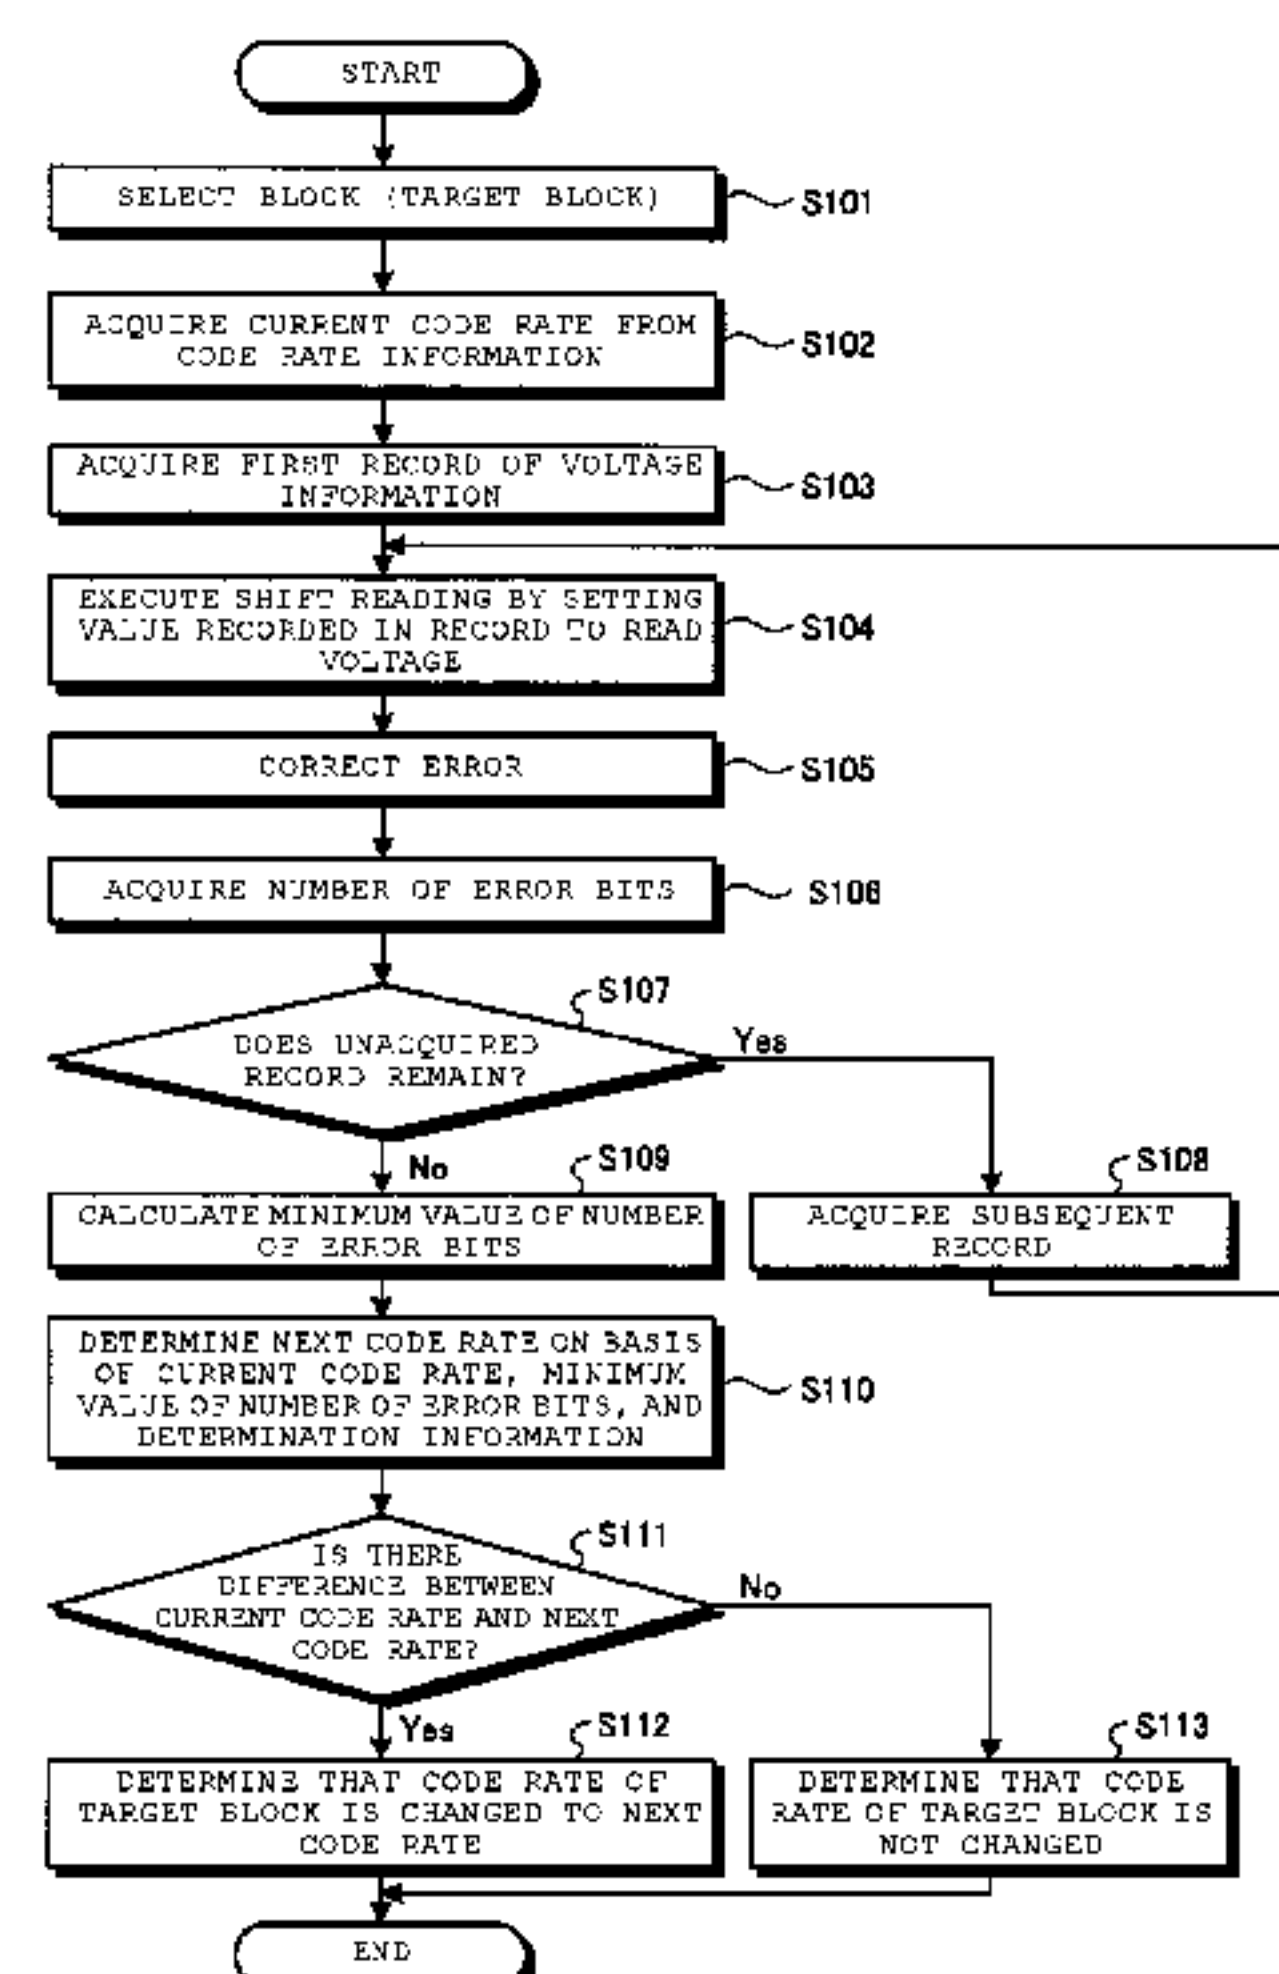 START
SELECT BLOCK (TARGET BLOCK)
S101
ACQUIRE CURRENT CODE RATE FROM
CODE RATE INFORMATION
S102
ACQUIRE FIRST RECORD OF VOLTAGE
INFORMATION
S103
EXECUTE SHIFT READING BY SETTING
VALUE RECORDED IN RECORD TO READ
VOLTAGE
S104
CORRECT ERROR
S105
ACQUIRE NUMBER OF ERROR BITS
S106
S107
DOES UNACQUIRED
RECORD REMAIN?
Yes
No
S109
CALCULATE MINIMUM VALUE OF NUMBER
OF ERROR BITS
S108
ACQUIRE SUBSEQUENT
RECORD
DETERMINE NEXT CODE RATE ON BASIS
OF CURRENT CODE RATE, MINIMUM
VALUE OF NUMBER OF ERROR BITS, AND
DETERMINATION INFORMATION
S110
S111
IS THERE
DIFFERENCE BETWEEN
CURRENT CODE RATE AND NEXT
CODE RATE?
No
Yes
S112
DETERMINE THAT CODE RATE OF
TARGET BLOCK IS CHANGED TO NEXT
CODE RATE
S113
DETERMINE THAT CODE
RATE OF TARGET BLOCK IS
NOT CHANGED
END